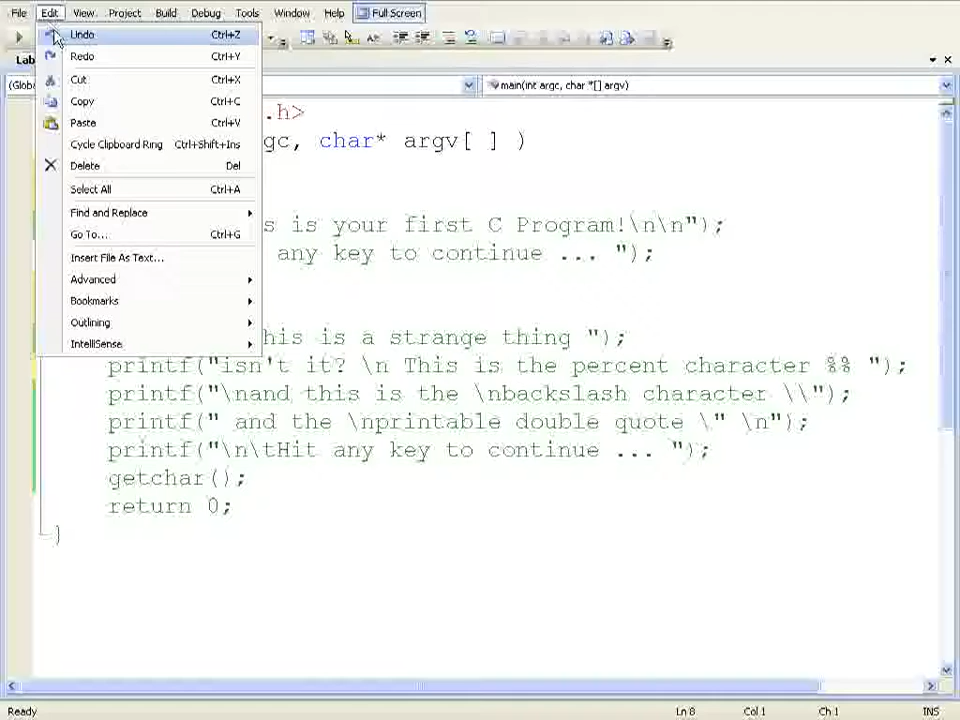 File Edit View Project Build Debug Tools Window Help Full Screen
Undo Ctrl+Z
Lab
Redo Ctrl+Y
(Globa
Cut Ctrl+X
main(int argc, char *[] argv)
Copy Ctrl+C
.h>
Paste Ctrl+V
gc, char* argv[ ] )
Cycle Clipboard Ring Ctrl+Shift+Ins
Delete Del
Select All Ctrl+A
Find and Replace
s is your first C Program!\n\n");
Go To... Ctrl+G
any key to continue ... ");
Insert File As Text...
Advanced
Bookmarks
Outlining
his is a strange thing ");
IntelliSense
printf("isn't it? \n This is the percent character %% ");
printf("\nand this is the \nbackslash character \\");
printf(" and the \nprintable double quote \" \n");
printf("\n\tHit any key to continue ... ");
getchar();
return 0;
}
Ready Ln 8 Col 1 Ch 1 INS